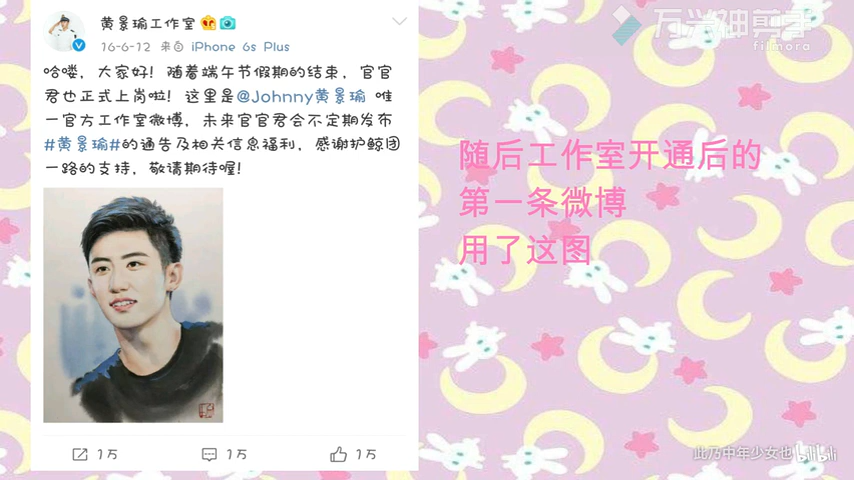 黄景瑜工作室
16-6-12 来自 iPhone 6s Plus
哈喽，大家好！随着端午节假期的结束，官官
君也正式上岗啦！这里是@Johnny黄景瑜 唯
一官方工作室微博，未来官官君会不定期发布
#黄景瑜#的通告及相关信息福利，感谢护鲸团
一路的支持，敬请期待喔！
1万
1万
1万
万兴神剪手
filmora
随后工作室开通后的
第一条微博
用了这图
此乃中年少女也 bilibili